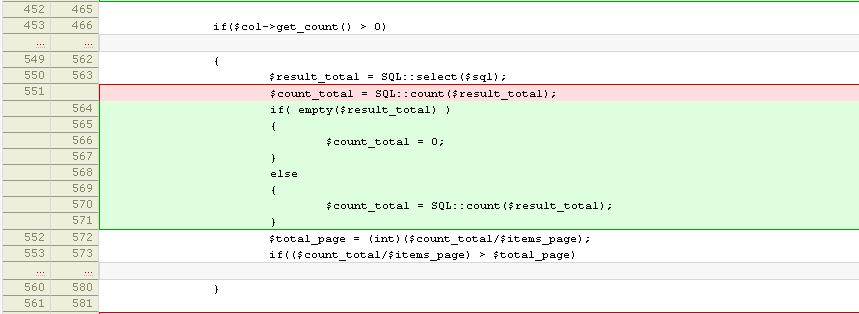 452 465
453 466 if($col->get_count() > 0)
... ...
549 562 {
550 563 $result_total = SQL::select($sql);
551 $count_total = SQL::count($result_total);
564 if( empty($result_total) )
565 {
566 $count_total = 0;
567 }
568 else
569 {
570 $count_total = SQL::count($result_total);
571 }
552 572 $total_page = (int)($count_total/$items_page);
553 573 if(($count_total/$items_page) > $total_page)
... ...
560 580 }
561 581